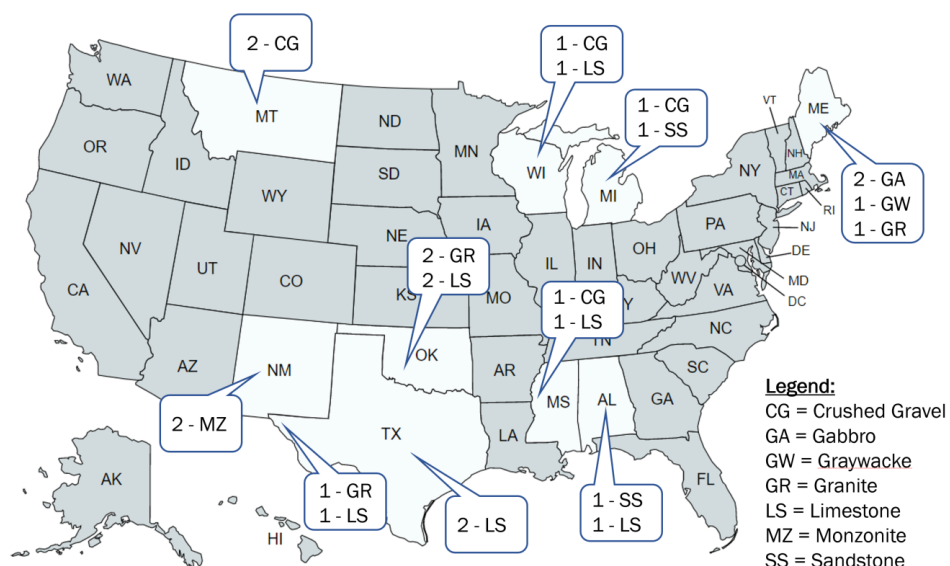 2 - CG
1 - CG
1 - LS
1 - CG
1 - SS
WA
MT
ND
MN
VT
ME
OR
ID
SD
WI
MI
NY
NH
MA
CT
RI
2 - GA
1 - GW
1 - GR
WY
IA
PA
NJ
NE
OH
DE
NV
UT
CO
IL
IN
WV
MD
DC
CA
KS
2 - GR
2 - LS
MO
Y
VA
1 - CG
1 - LS
NC
TN
AZ
NM
OK
AR
SC
MS
AL
GA
2 - MZ
TX
LA
FL
AK
HI
1 - GR
1 - LS
2 - LS
1 - SS
1 - LS
Legend:
CG = Crushed Gravel
GA = Gabbro
GW = Graywacke
GR = Granite
LS = Limestone
MZ = Monzonite
SS = Sandstone